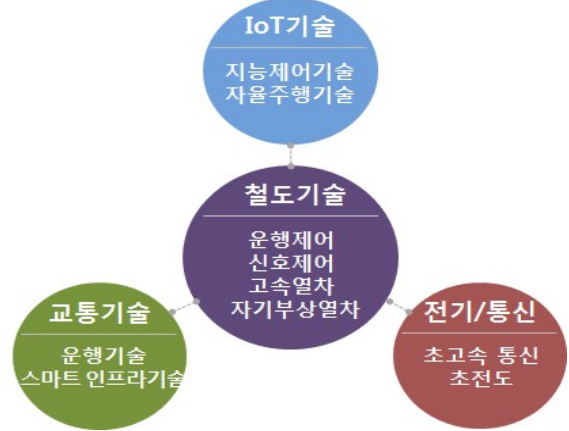 IoT기술
지능제어기술
자율주행기술
철도기술
운행제어
신호제어
고속열차
자기부상열차
교통기술
운행기술
스마트 인프라기술
전기/통신
초고속 통신
초전도